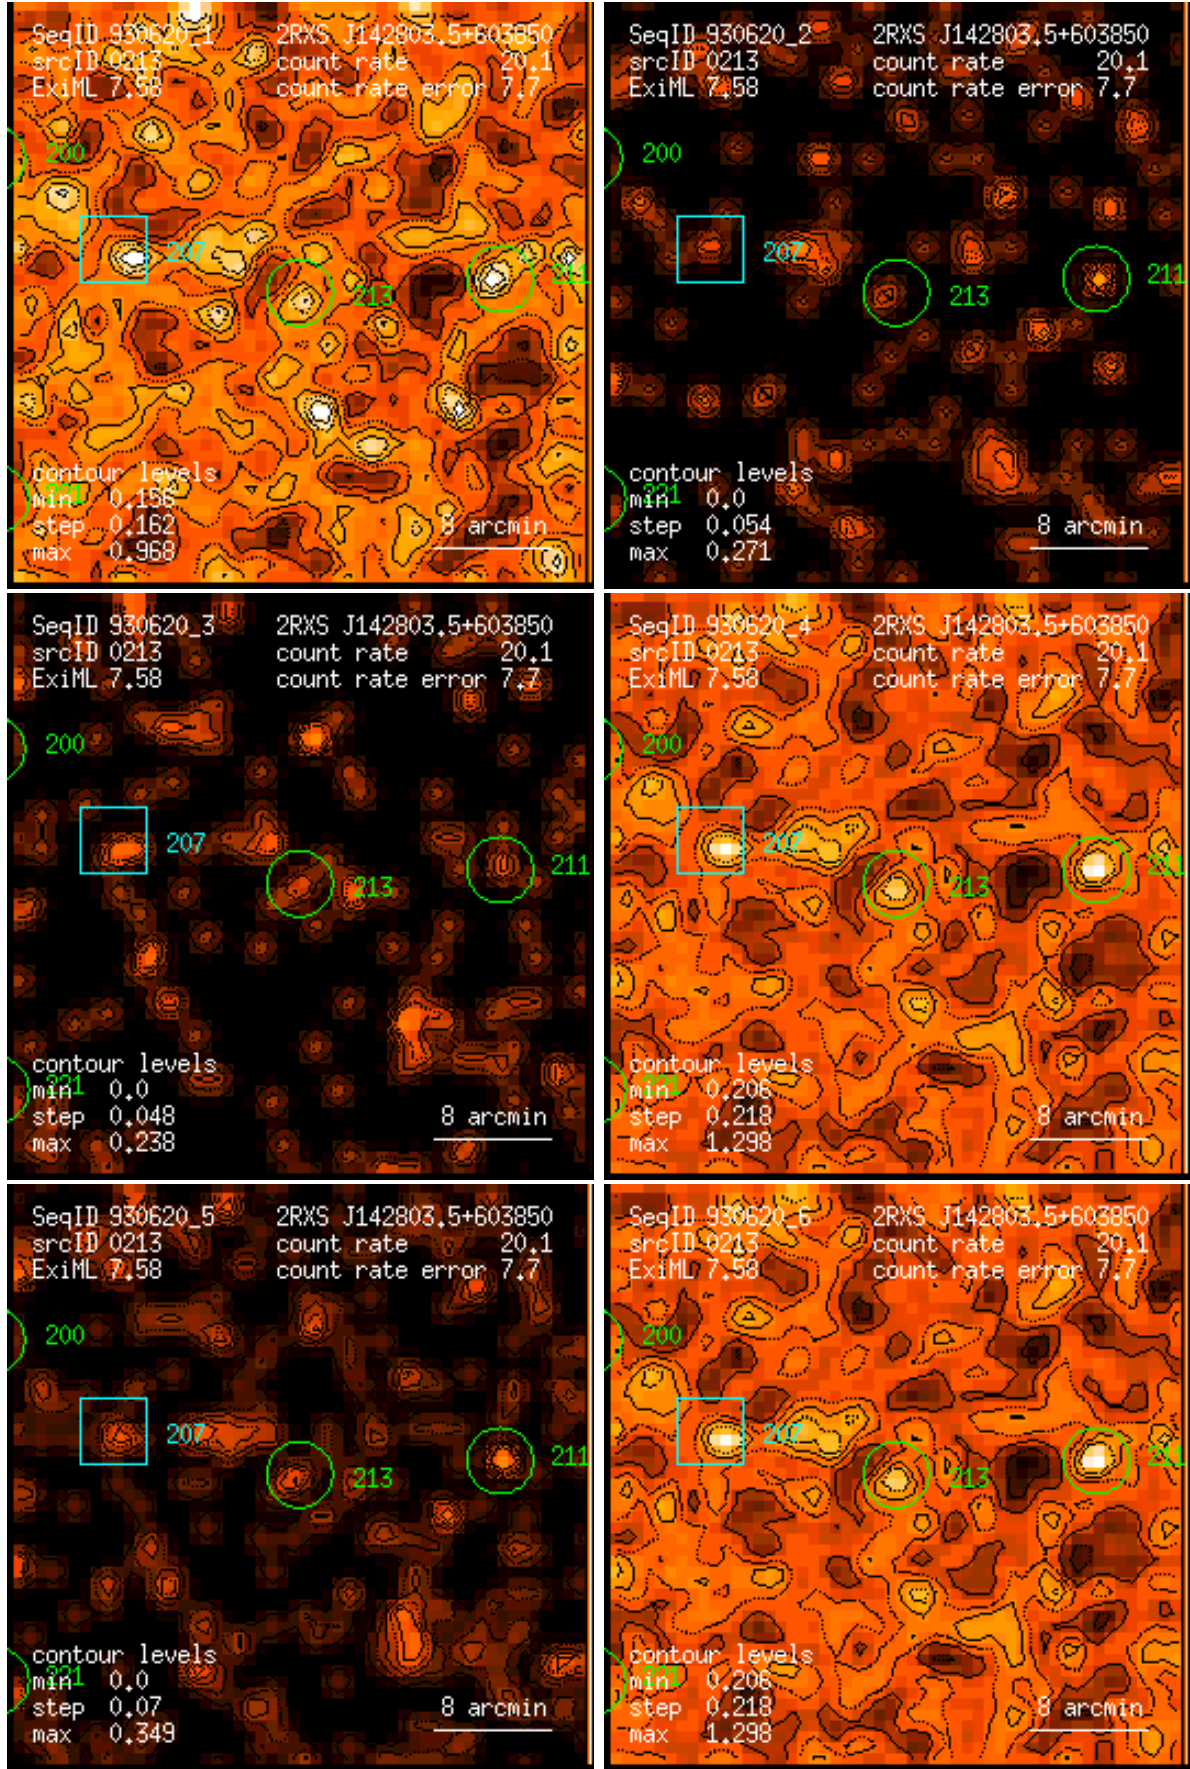 SeqID 930620_1 2RXS J142803.5+603850
srcID 0213 count rate 20.1
ExiML 7.58 count rate error 7.7
200
207
213
211
contour levels
221
min 0.156
step 0.162
max 0.968
8 arcmin
SeqID 930620_2 2RXS J142803.5+603850
srcID 0213 count rate 20.1
ExiML 7.58 count rate error 7.7
200
207
213
211
contour levels
221
min 0.0
step 0.054
max 0.271
8 arcmin
SeqID 930620_3 2RXS J142803.5+603850
srcID 0213 count rate 20.1
ExiML 7.58 count rate error 7.7
200
207
213
211
contour levels
221
min 0.0
step 0.048
max 0.238
8 arcmin
SeqID 930620_4 2RXS J142803.5+603850
srcID 0213 count rate 20.1
ExiML 7.58 count rate error 7.7
200
207
213
211
contour levels
221
min 0.206
step 0.218
max 1.298
8 arcmin
SeqID 930620_5 2RXS J142803.5+603850
srcID 0213 count rate 20.1
ExiML 7.58 count rate error 7.7
200
207
213
211
contour levels
221
min 0.0
step 0.07
max 0.349
8 arcmin
SeqID 930620_6 2RXS J142803.5+603850
srcID 0213 count rate 20.1
ExiML 7.58 count rate error 7.7
200
207
213
211
contour levels
221
min 0.206
step 0.218
max 1.298
8 arcmin